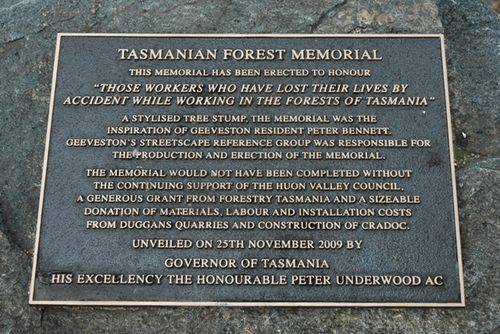 TASMANIAN FOREST MEMORIAL
THIS MEMORIAL HAS BEEN ERECTED TO HONOUR
"THOSE WORKERS WHO HAVE LOST THEIR LIVES BY
ACCIDENT WHILE WORKING IN THE FORESTS OF TASMANIA"
A STYLISED TREE STUMP, THE MEMORIAL WAS THE
INSPIRATION OF GEEVESTON RESIDENT PETER BENNETT.
GEEVESTON'S STREETSCAPE REFERENCE GROUP WAS RESPONSIBLE FOR
THE PRODUCTION AND ERECTION OF THE MEMORIAL.
THE MEMORIAL WOULD NOT HAVE BEEN COMPLETED WITHOUT
THE CONTINUING SUPPORT OF THE HUON VALLEY COUNCIL,
A GENEROUS GRANT FROM FORESTRY TASMANIA AND A SIZEABLE
DONATION OF MATERIALS, LABOUR AND INSTALLATION COSTS
FROM DUGGANS QUARRIES AND CONSTRUCTION OF CRADOC.
UNVEILED ON 25TH NOVEMBER 2009 BY
GOVERNOR OF TASMANIA
HIS EXCELLENCY THE HONOURABLE PETER UNDERWOOD AC